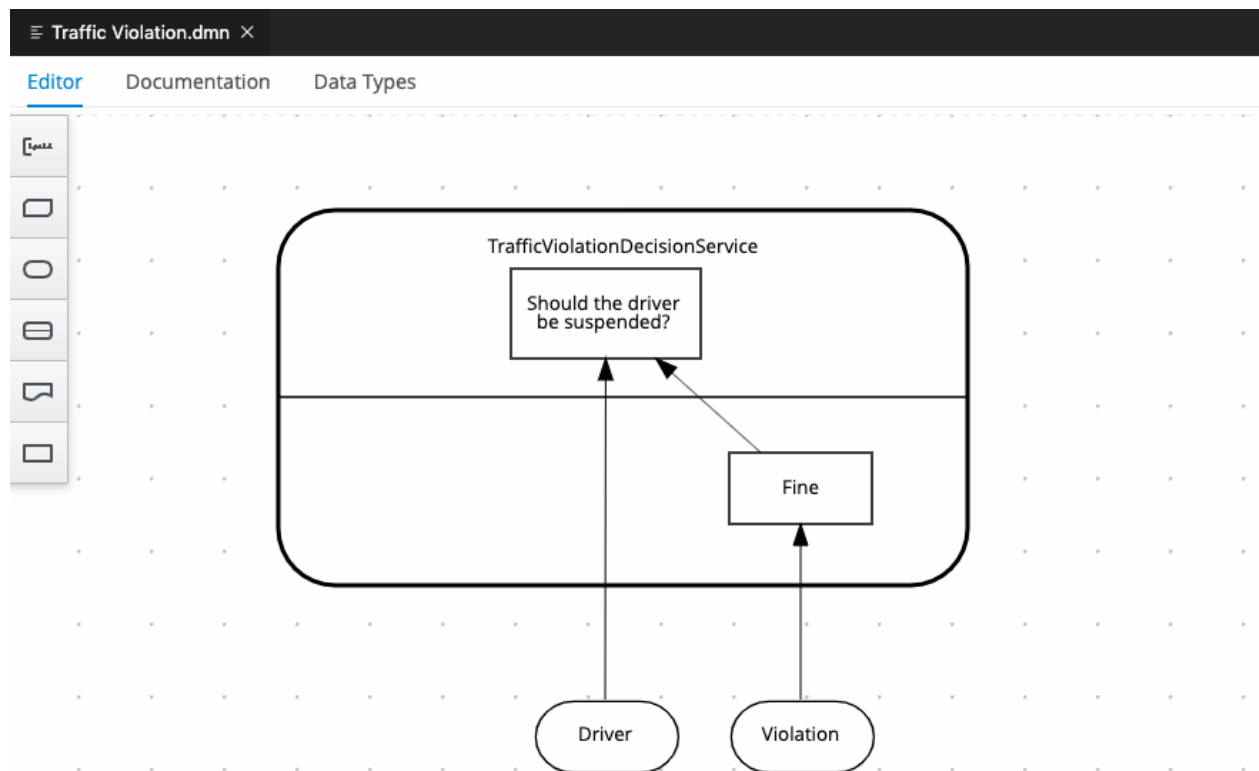 Traffic Violation.dmn
Editor Documentation Data Types
TrafficViolationDecisionService
Should the driver
be suspended?
Fine
Driver Violation